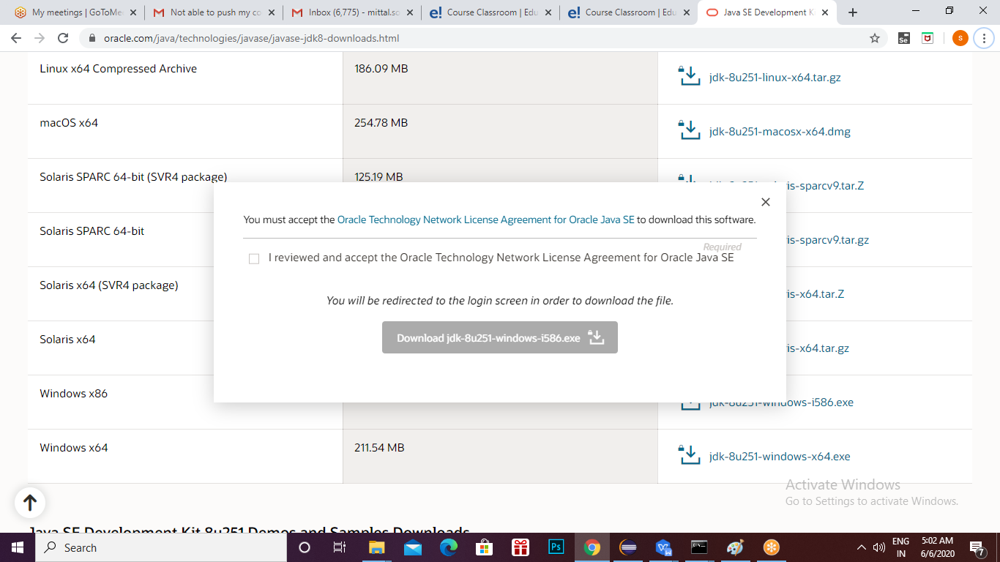 My meetings | GoToMe
Not able to push my co
Inbox (6,775) - mittal.sc
Course Classroom | Edu
Course Classroom | Edu
Java SE Development K
oracle.com/java/technologies/javase/javase-jdk8-downloads.html
Linux x64 Compressed Archive
186.09 MB
jdk-8u251-linux-x64.tar.gz
macOS x64
254.78 MB
jdk-8u251-macosx-x64.dmg
Solaris SPARC 64-bit (SVR4 package)
125.19 MB
is-sparcv9.tar.Z
You must accept the Oracle Technology Network License Agreement for Oracle Java SE to download this software.
Solaris SPARC 64-bit
is-sparcv9.tar.gz
Required
I reviewed and accept the Oracle Technology Network License Agreement for Oracle Java SE
Solaris x64 (SVR4 package)
is-x64.tar.Z
You will be redirected to the login screen in order to download the file.
Download jdk-8u251-windows-i586.exe
Solaris x64
is-x64.tar.gz
Windows x86
jdk-8u251-windows-i586.exe
Windows x64
211.54 MB
jdk-8u251-windows-x64.exe
Activate Windows
Go to Settings to activate Windows.
Java SE Development Kit 8u251 Demos and Samples Downloads
Search
ENG
IN
5:02 AM
6/6/2020
7